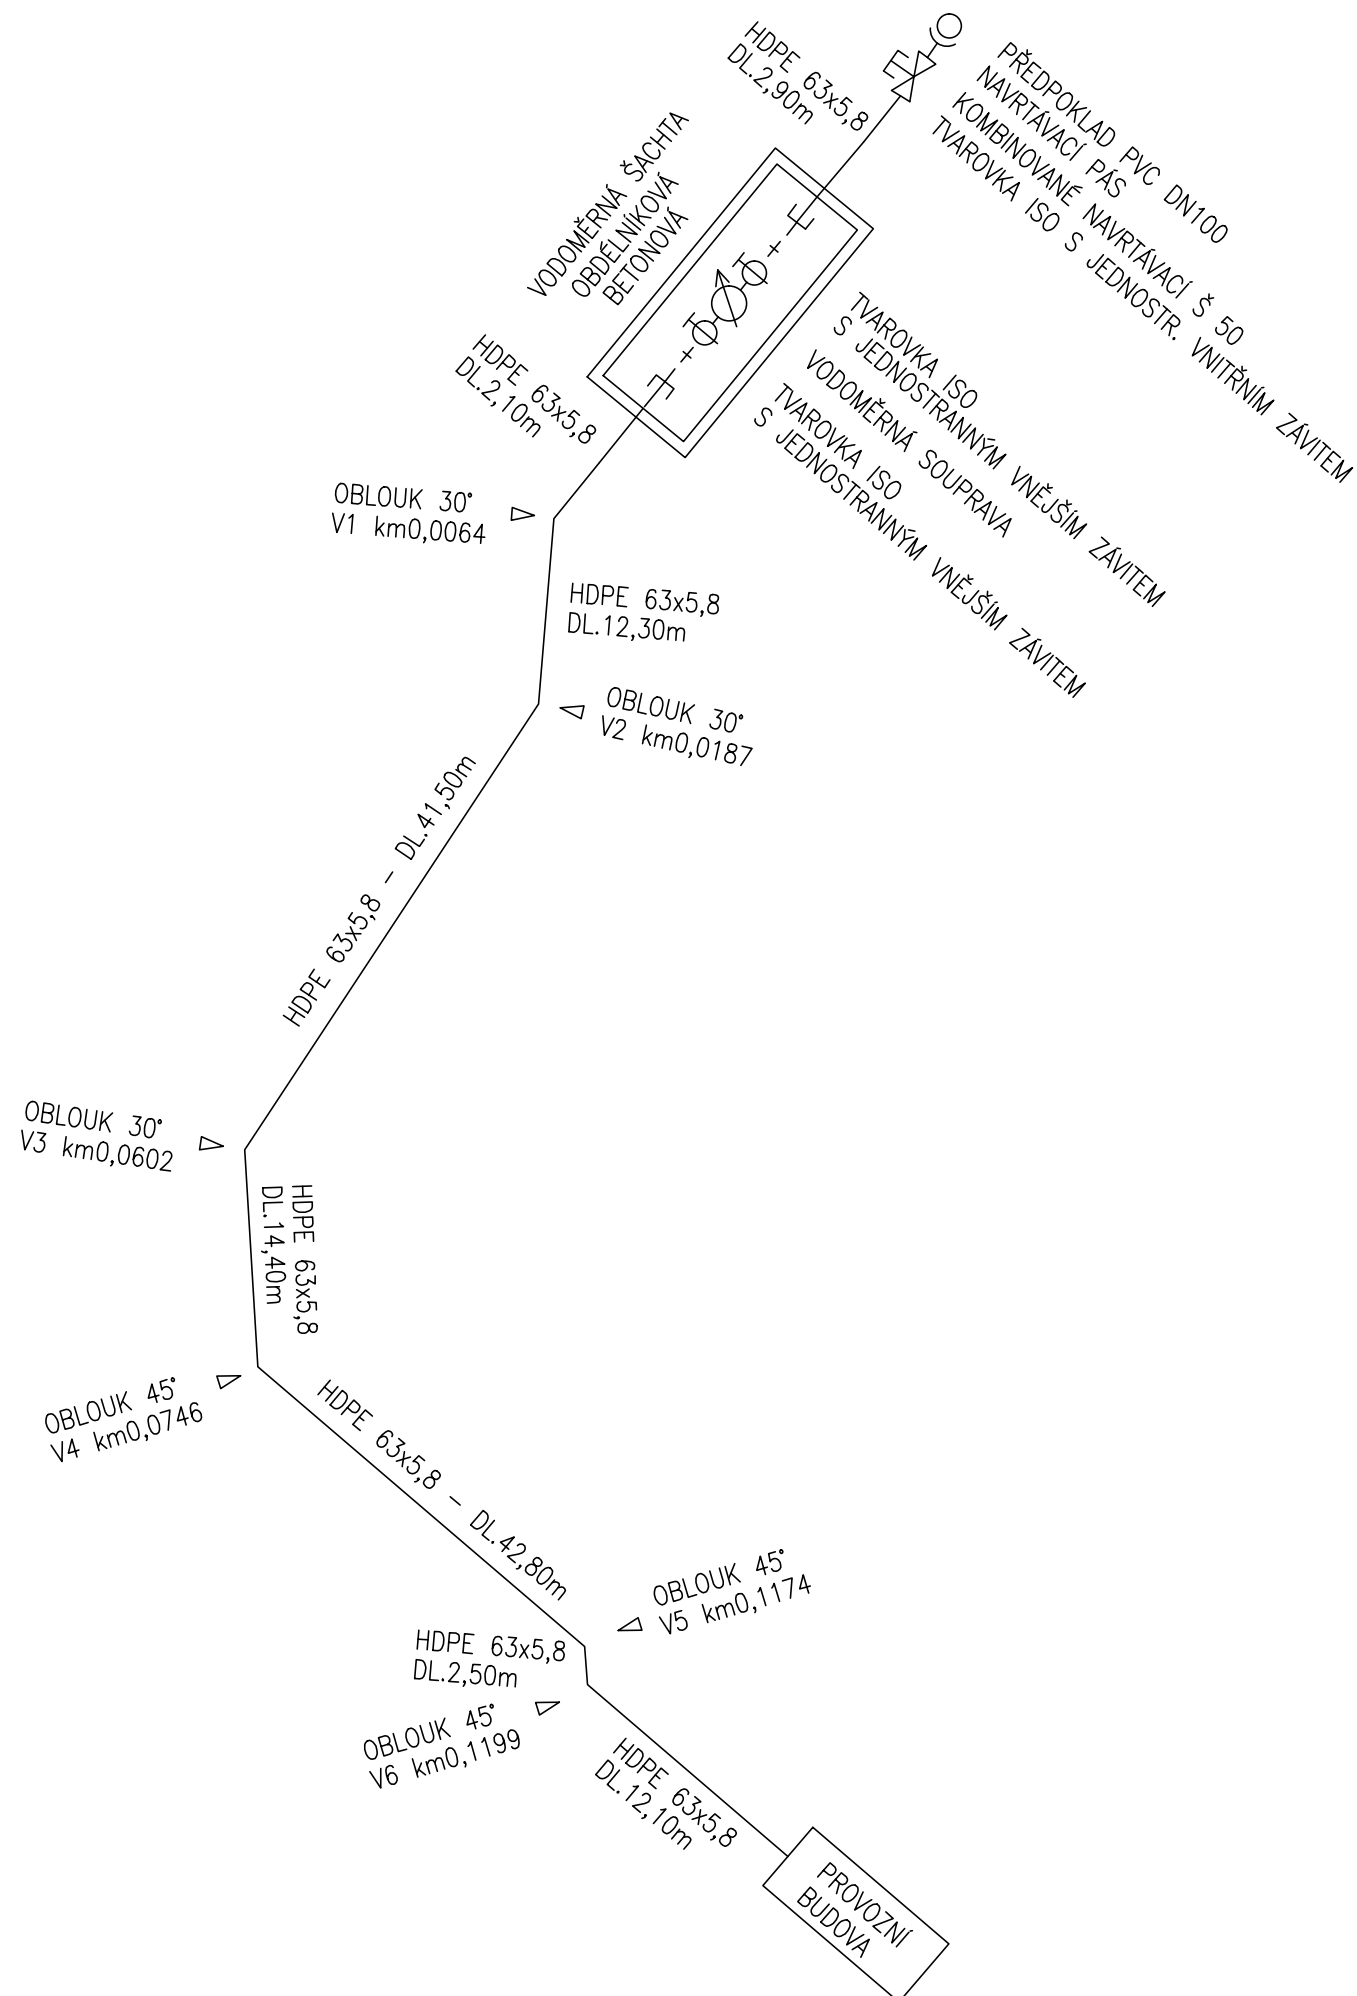 HDPE 63x5,8
DL.2,90m
PŘEDPOKLAD PVC DN100
NAVRTÁVACÍ PÁS
KOMBINOVANÉ NAVRTÁVACÍ Š 50
TVAROVKA ISO S JEDNOSTR. VNITŘNÍM ZÁVITEM
VODOMĚRNÁ ŠACHTA
OBDÉLNÍKOVÁ
BETONOVÁ
TVAROVKA ISO
S JEDNOSTRANNÝM VNĚJŠÍM ZÁVITEM
VODOMĚRNÁ SOUPRAVA
TVAROVKA ISO
S JEDNOSTRANNÝM VNĚJŠÍM ZÁVITEM
HDPE 63x5,8
DL.2,10m
OBLOUK 30°
V1 km0,0064
HDPE 63x5,8
DL.12,30m
OBLOUK 30°
V2 km0,0187
HDPE 63x5,8 - DL.41,50m
OBLOUK 30°
V3 km0,0602
HDPE 63x5,8
DL.14,40m
OBLOUK 45°
V4 km0,0746
HDPE 63x5,8 - DL.42,80m
OBLOUK 45°
V5 km0,1174
HDPE 63x5,8
DL.2,50m
OBLOUK 45°
V6 km0,1199
HDPE 63x5,8
DL.12,10m
PROVOZNÍ
BUDOVA